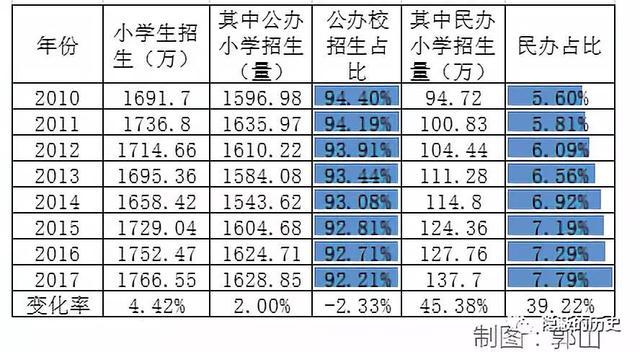 年份 小学生招生（万） 其中公办小学招生（量） 公办校招生占比 其中民办小学招生量（万） 民办占比
2010 1691.7 1596.98 94.40% 94.72 5.60%
2011 1736.8 1635.97 94.19% 100.83 5.81%
2012 1714.66 1610.22 93.91% 104.44 6.09%
2013 1695.36 1584.08 93.44% 111.28 6.56%
2014 1658.42 1543.62 93.08% 114.8 6.92%
2015 1729.04 1604.68 92.81% 124.36 7.19%
2016 1752.47 1624.71 92.71% 127.76 7.29%
2017 1766.55 1628.85 92.21% 137.7 7.79%
变化率 4.42% 2.00% -2.33% 45.38% 39.22%
隐蔽的历史
制图：郭山